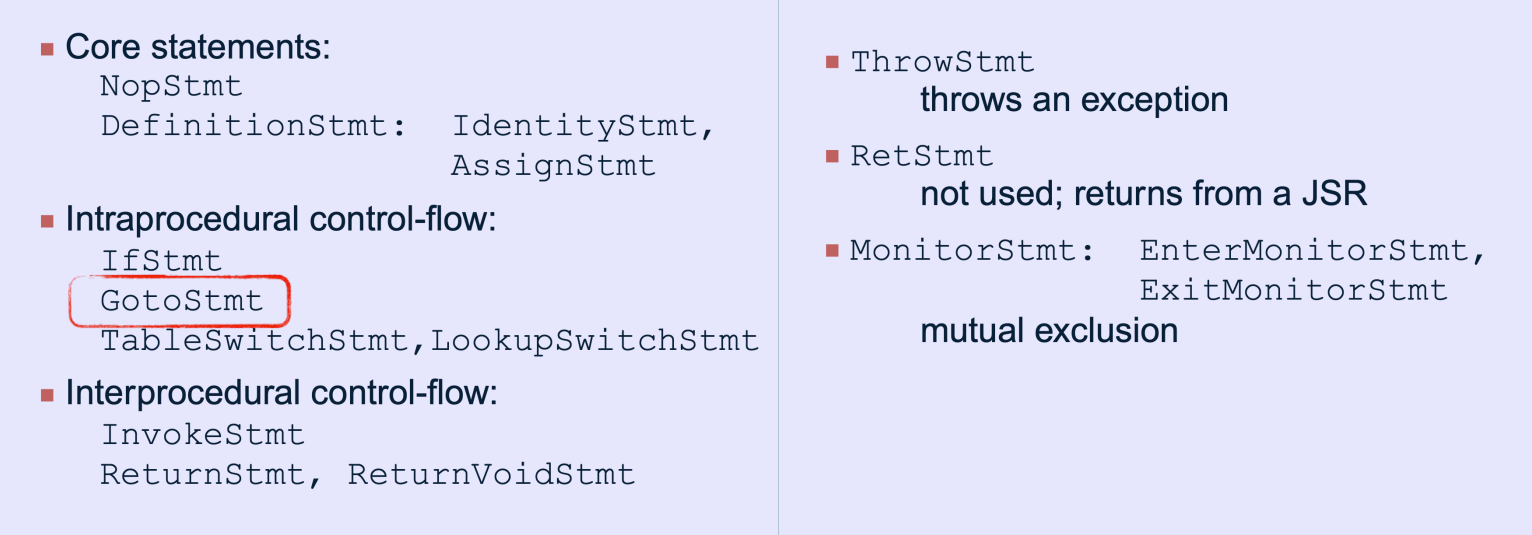 Core statements:
NopStmt
DefinitionStmt: IdentityStmt,
AssignStmt
Intraprocedural control-flow:
IfStmt
GotoStmt
TableSwitchStmt,LookupSwitchStmt
Interprocedural control-flow:
InvokeStmt
ReturnStmt, ReturnVoidStmt
ThrowStmt
throws an exception
RetStmt
not used; returns from a JSR
MonitorStmt: EnterMonitorStmt,
ExitMonitorStmt
mutual exclusion